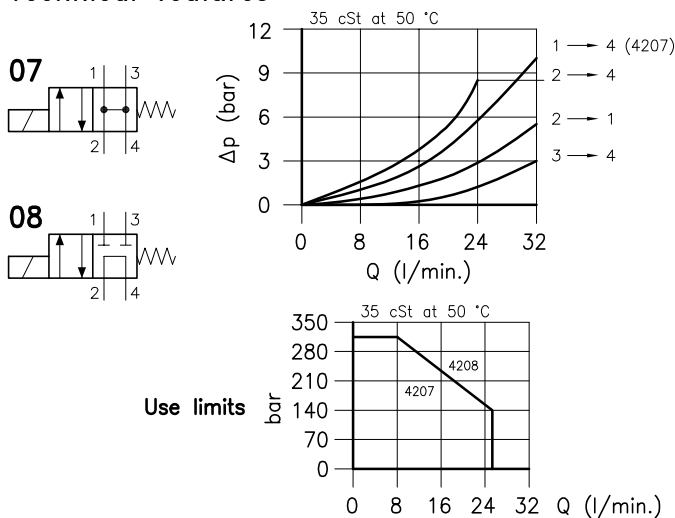 Technical features
35 cSt at 50 °C
07
1 3
2 4
08
1 3
2 4
Δp (bar)
12
9
6
3
0
0 8 16 24 32
Q (l/min.)
1 → 4 (4207)
2 → 4
2 → 1
3 → 4
35 cSt at 50 °C
Use limits
bar
350
280
210
140
70
0
4208
4207
0 8 16 24 32 Q (l/min.)